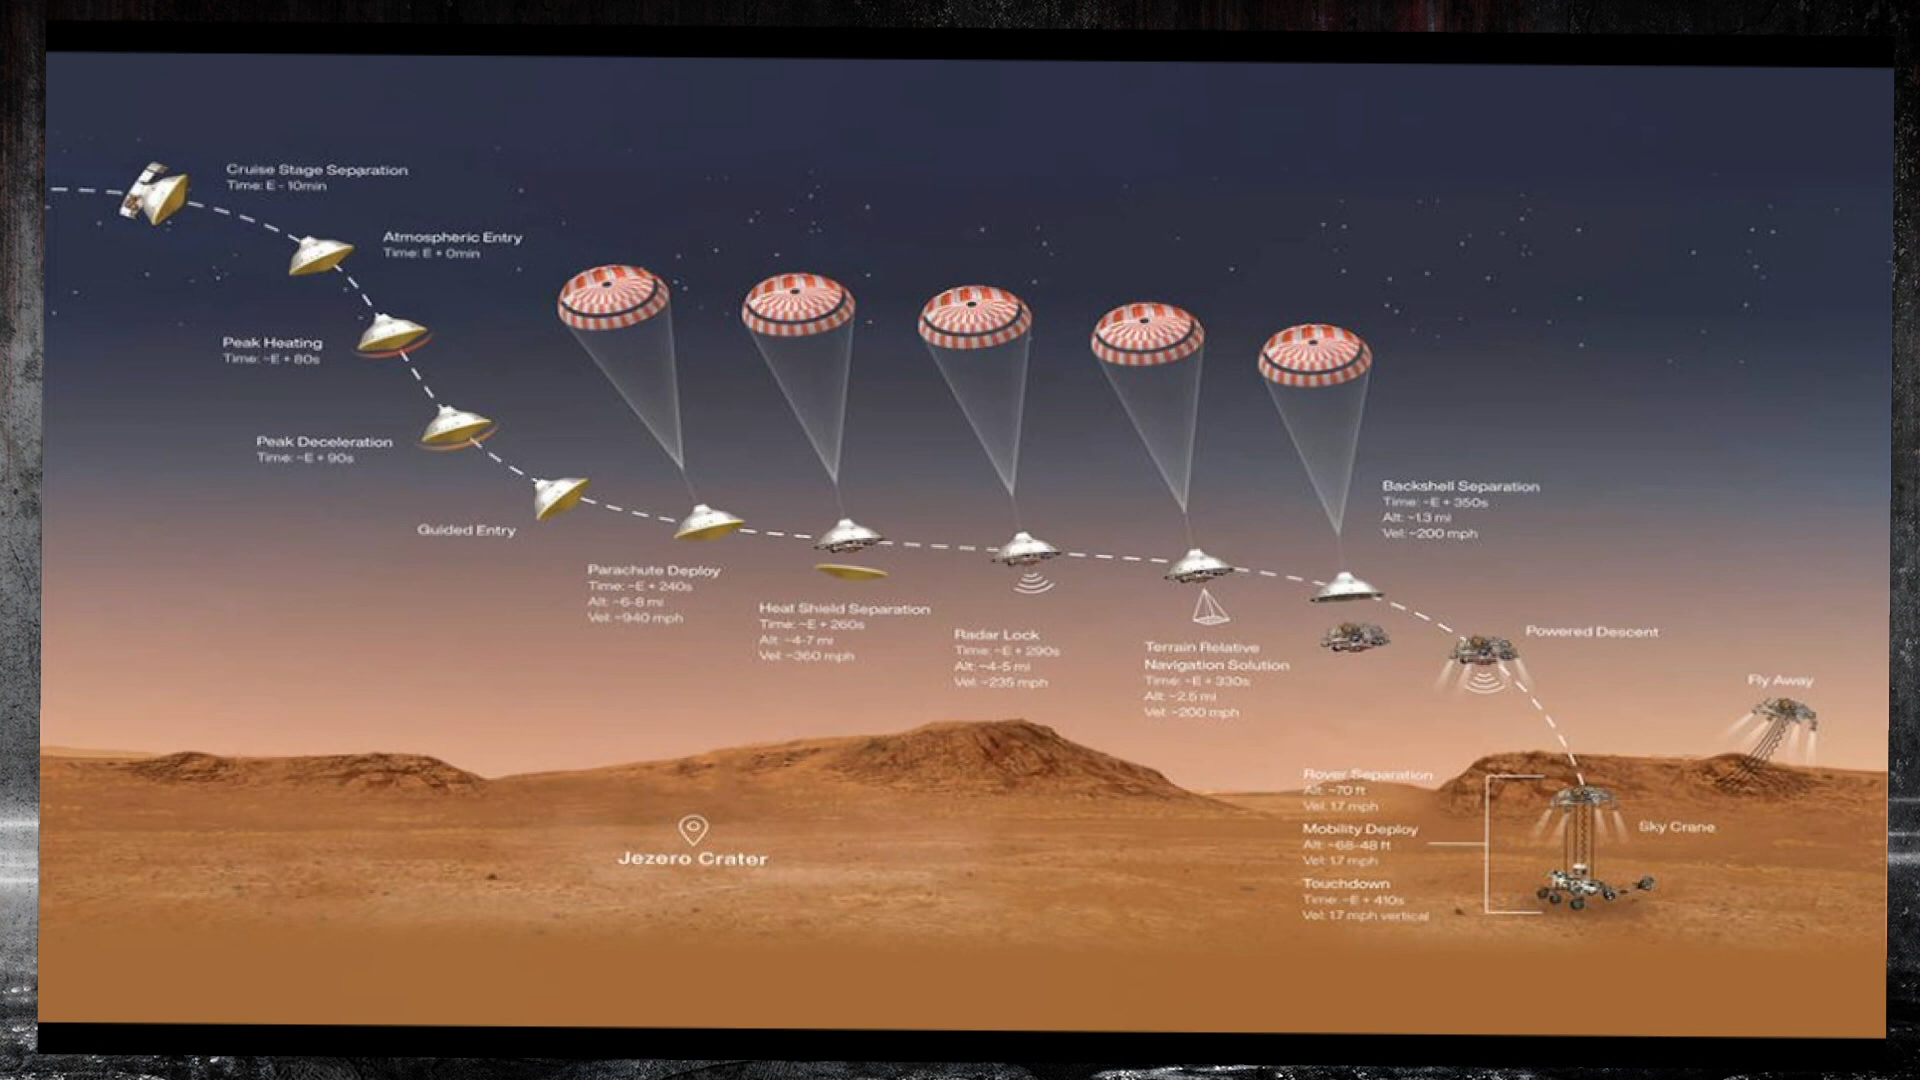 Cruise Stage Separation
Time: E - 10min
Atmospheric Entry
Time: E + 0min
Peak Heating
Time: ~E + 80s
Peak Deceleration
Time: ~E + 90s
Guided Entry
Parachute Deploy
Time: ~E + 240s
Alt: ~6-8 mi
Vel: ~940 mph
Heat Shield Separation
Time: ~E + 260s
Alt: ~4-7 mi
Vel: ~360 mph
Radar Lock
Time: ~E + 290s
Alt: ~4-5 mi
Vel: ~235 mph
Terrain Relative
Navigation Solution
Time: ~E + 330s
Alt: ~2.5 mi
Vel: ~200 mph
Backshell Separation
Time: ~E + 350s
Alt: ~1.3 mi
Vel: ~200 mph
Powered Descent
Fly Away
Rover Separation
Alt: ~70 ft
Vel: 1.7 mph
Mobility Deploy
Alt: ~68-48 ft
Vel: 1.7 mph
Touchdown
Time: ~E + 410s
Vel: 1.7 mph vertical
Sky Crane
Jezero Crater